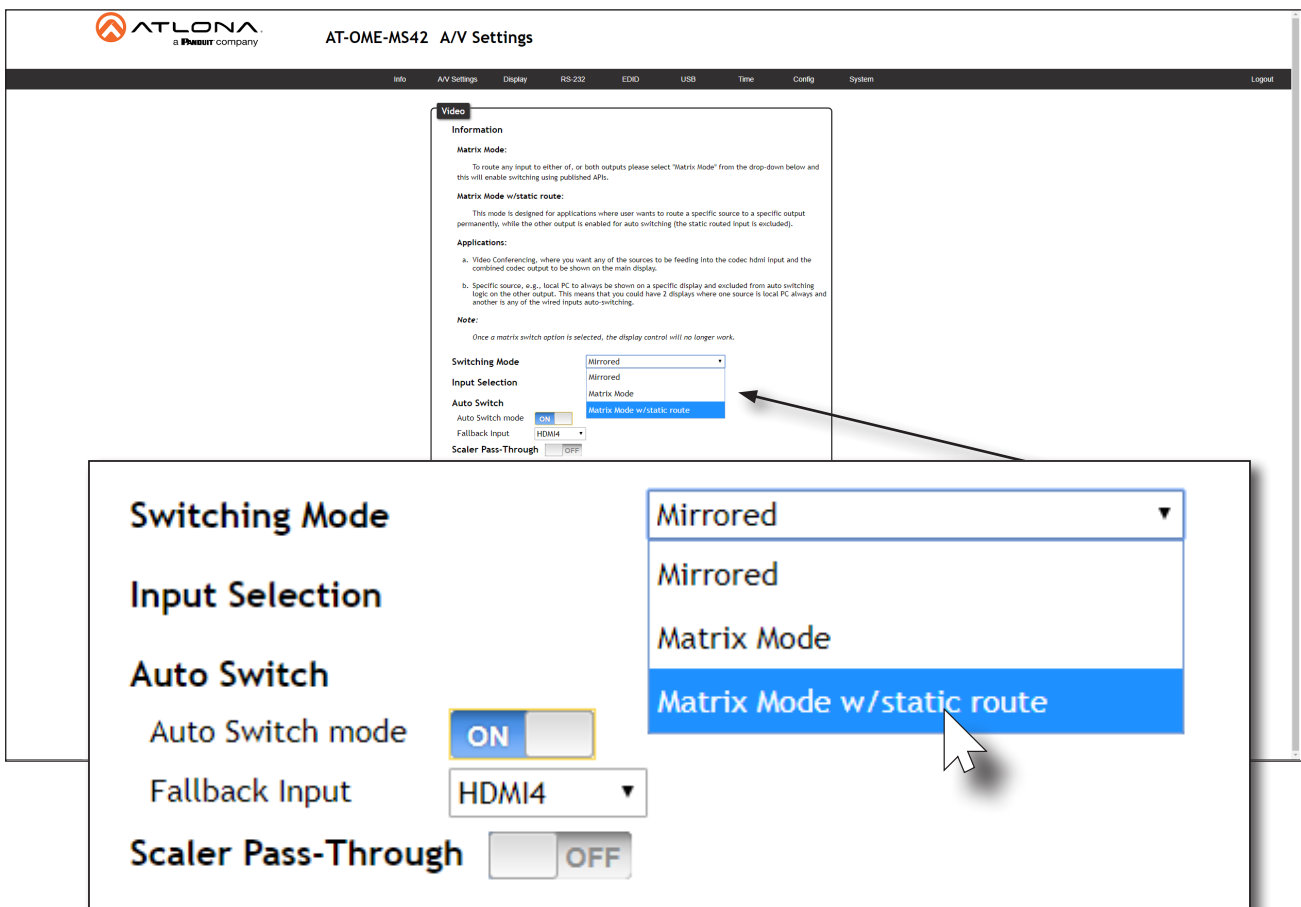 ATLONA.
a PANDUIT company
AT-OME-MS42 A/V Settings
Info A/V Settings Display RS-232 EDID USB Time Config System Logout
Video
Information
Matrix Mode:
To route any input to either of, or both outputs please select "Matrix Mode" from the drop-down below and
this will enable switching using published APIs.
Matrix Mode w/static route:
This mode is designed for applications where user wants to route a specific source to a specific output
permanently, while the other output is enabled for auto switching (the static routed input is excluded).
Applications:
a. Video Conferencing, where you want any of the sources to be feeding into the codec hdmi input and the
combined codec output to be shown on the main display.
b. Specific source, e.g., local PC to always be shown on a specific display and excluded from auto switching
logic on the other output. This means that you could have 2 displays where one source is local PC always and
another is any of the wired inputs auto-switching.
Note:
Once a matrix switch option is selected, the display control will no longer work.
Switching Mode Mirrored
Mirrored
Input Selection
Matrix Mode
Auto Switch
Matrix Mode w/static route
Auto Switch mode ON
Fallback Input HDMI4
Scaler Pass-Through OFF
Switching Mode Mirrored
Mirrored
Input Selection
Matrix Mode
Auto Switch
Matrix Mode w/static route
Auto Switch mode ON
Fallback Input HDMI4
Scaler Pass-Through OFF